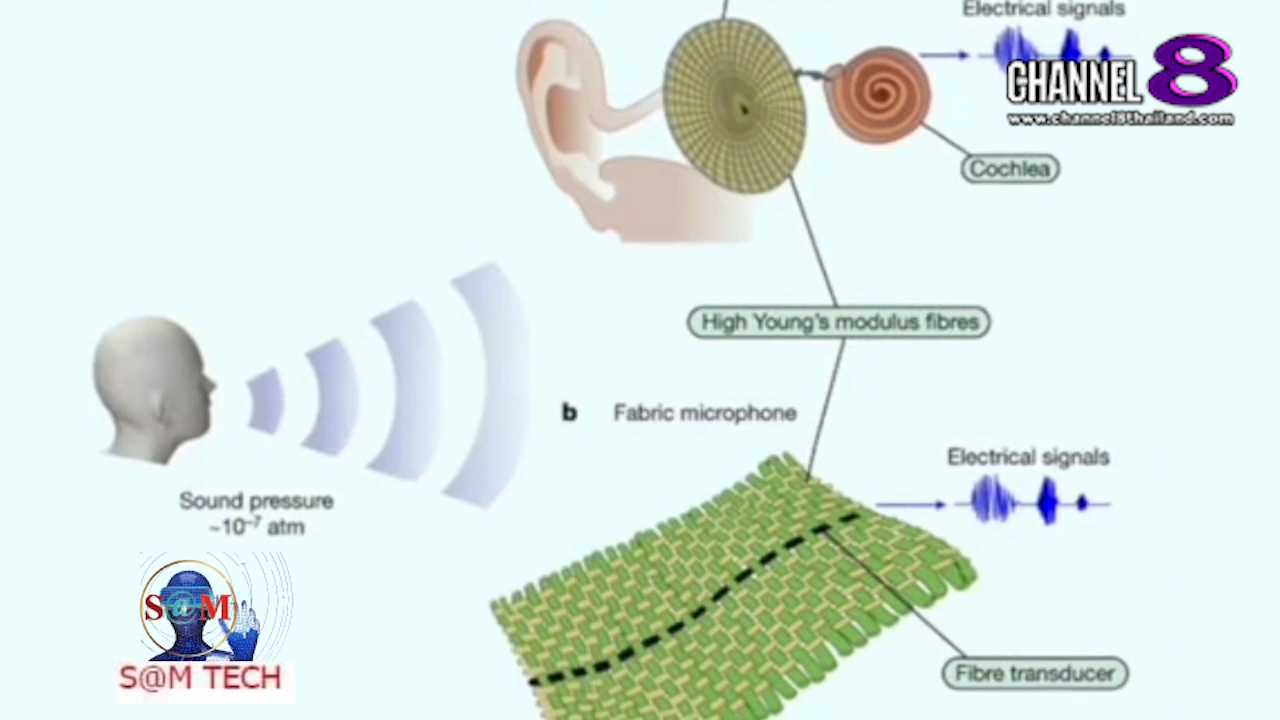 Electrical signals
CHANNEL 8
www.channel8thailand.com
Cochlea
High Young's modulus fibres
b Fabric microphone
Electrical signals
Sound pressure
~10⁻⁷ atm
S@M
S@M TECH
Fibre transducer